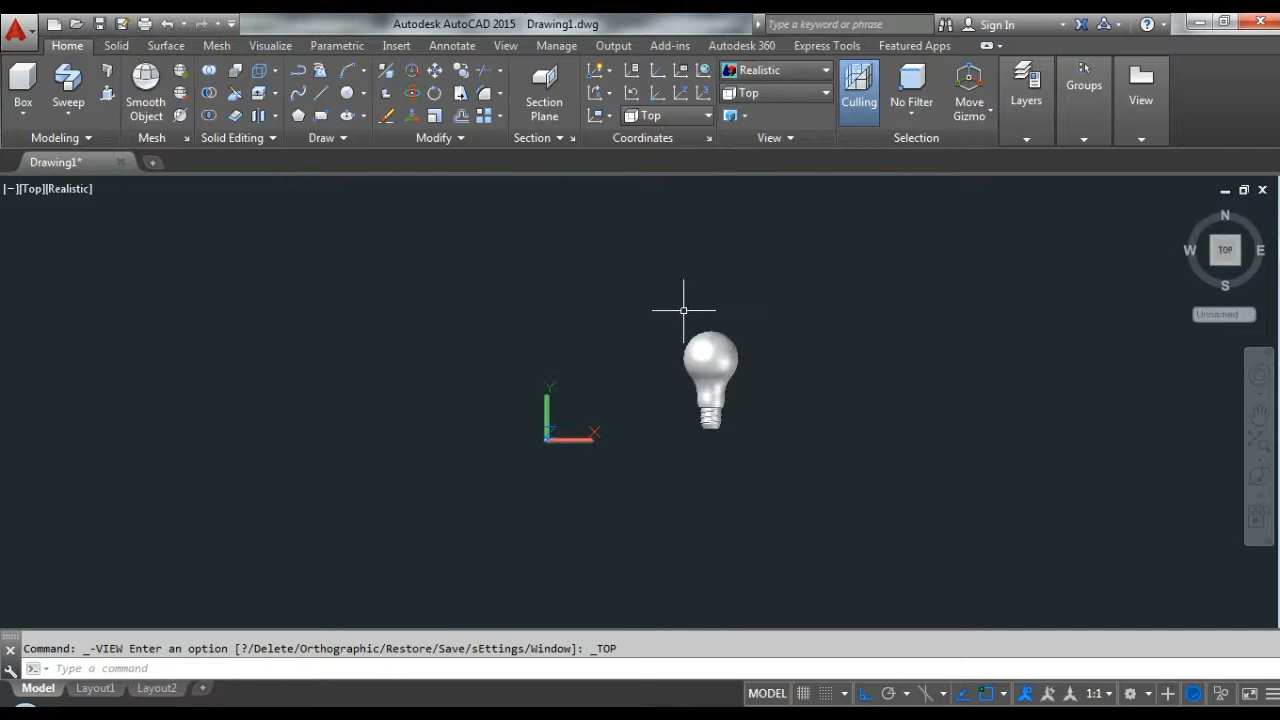 Autodesk AutoCAD 2015 Drawing1.dwg
Type a keyword or phrase
Sign In
Home Solid Surface Mesh Visualize Parametric Insert Annotate View Manage Output Add-ins Autodesk 360 Express Tools Featured Apps
Box
Sweep
Smooth Object
Section Plane
Realistic
Top
Top
Culling
No Filter
Move Gizmo
Layers
Groups
View
Modeling Mesh Solid Editing Draw Modify Section Coordinates View Selection
Drawing1*
[−][Top][Realistic]
N
W TOP E
S
Unnamed
Y
Z X
Command: _-VIEW Enter an option [?/Delete/Orthographic/Restore/Save/sEttings/Window]: _TOP
Type a command
Model Layout1 Layout2 +
MODEL 1:1